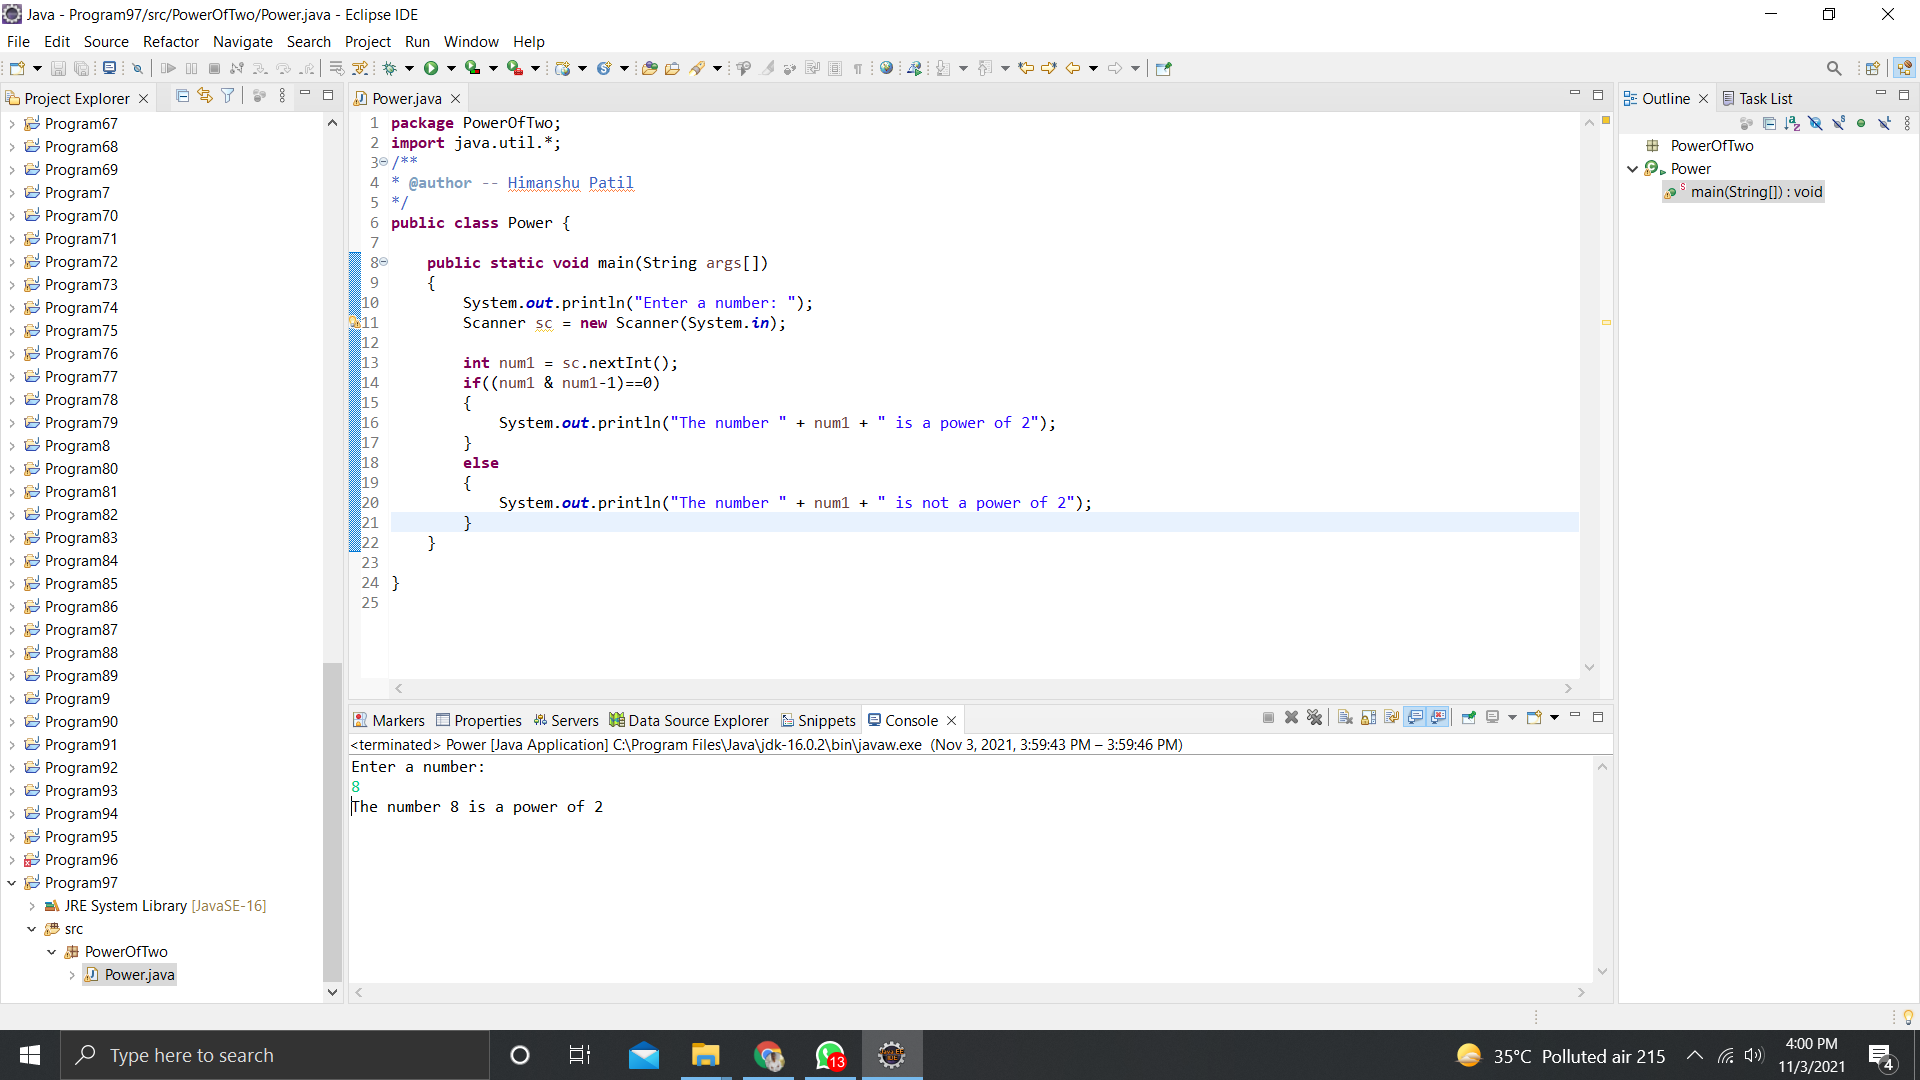 Java - Program97/src/PowerOfTwo/Power.java - Eclipse IDE
File Edit Source Refactor Navigate Search Project Run Window Help
Project Explorer
Program67
Program68
Program69
Program7
Program70
Program71
Program72
Program73
Program74
Program75
Program76
Program77
Program78
Program79
Program8
Program80
Program81
Program82
Program83
Program84
Program85
Program86
Program87
Program88
Program89
Program9
Program90
Program91
Program92
Program93
Program94
Program95
Program96
Program97
JRE System Library [JavaSE-16]
src
PowerOfTwo
Power.java
Power.java
1 package PowerOfTwo;
2 import java.util.*;
3 /**
4 * @author -- Himanshu Patil
5 */
6 public class Power {
7
8 public static void main(String args[])
9 {
10 System.out.println("Enter a number: ");
11 Scanner sc = new Scanner(System.in);
12
13 int num1 = sc.nextInt();
14 if((num1 & num1-1)==0)
15 {
16 System.out.println("The number " + num1 + " is a power of 2");
17 }
18 else
19 {
20 System.out.println("The number " + num1 + " is not a power of 2");
21 }
22 }
23
24 }
25
Markers Properties Servers Data Source Explorer Snippets Console
<terminated> Power [Java Application] C:\Program Files\Java\jdk-16.0.2\bin\javaw.exe (Nov 3, 2021, 3:59:43 PM – 3:59:46 PM)
Enter a number:
8
The number 8 is a power of 2
Outline Task List
PowerOfTwo
Power
main(String[]) : void
Type here to search
13
35°C Polluted air 215
4:00 PM
11/3/2021
4